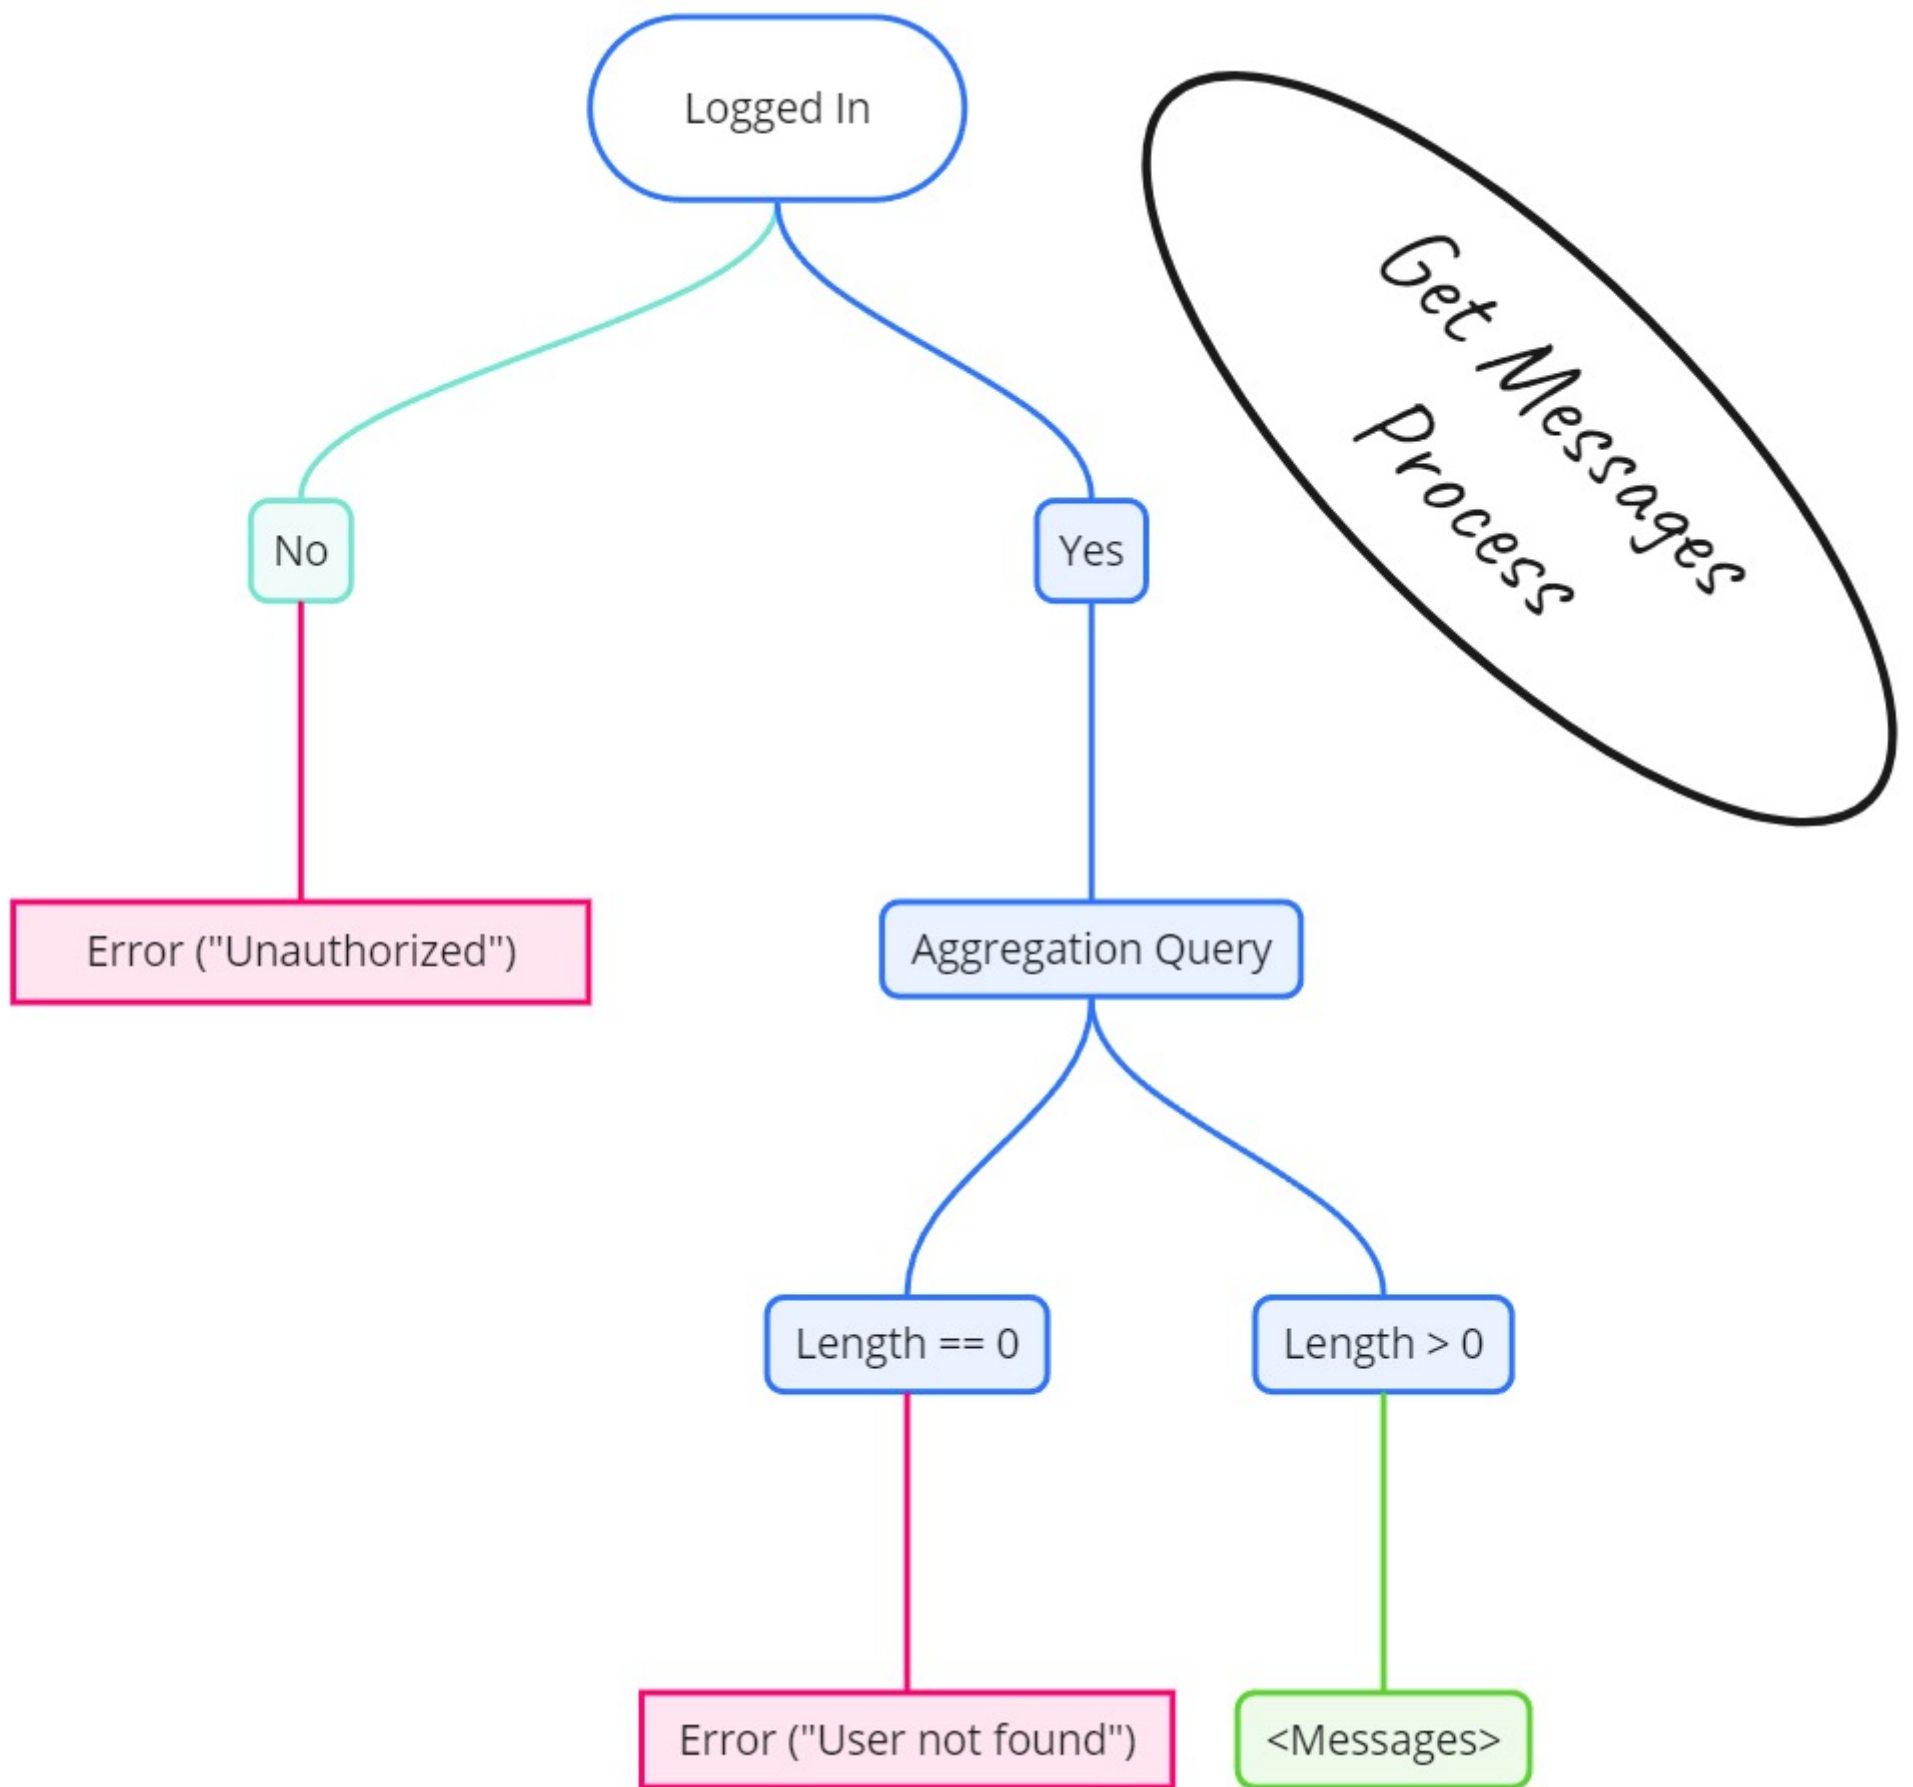 Logged In
Get Messages
Process
No
Yes
Error ("Unauthorized")
Aggregation Query
Length == 0
Length > 0
Error ("User not found")
<Messages>